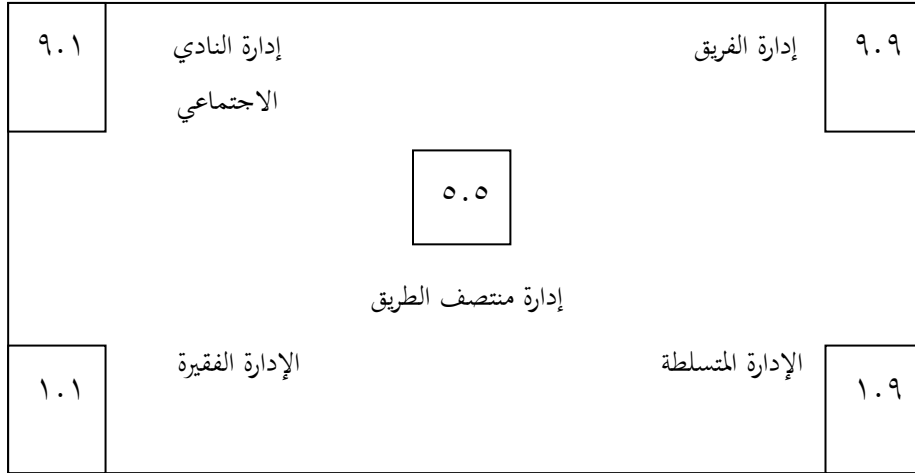 ٩.٩
إدارة الفريق
إدارة النادي
الاجتماعي
٩.١
٥.٥
إدارة منتصف الطريق
١.٩
الإدارة المتسلطة
الإدارة الفقيرة
١.١